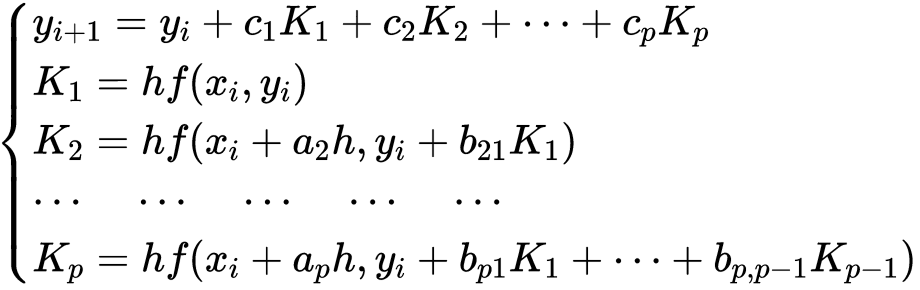 y_{i+1} = y_i + c_1K_1 + c_2K_2 + ⋯ + c_pK_p
K_1 = hf(x_i, y_i)
K_2 = hf(x_i + a_2h, y_i + b_{21}K_1)
⋯ ⋯ ⋯ ⋯ ⋯
K_p = hf(x_i + a_ph, y_i + b_{p1}K_1 + ⋯ + b_{p,p−1}K_{p−1})